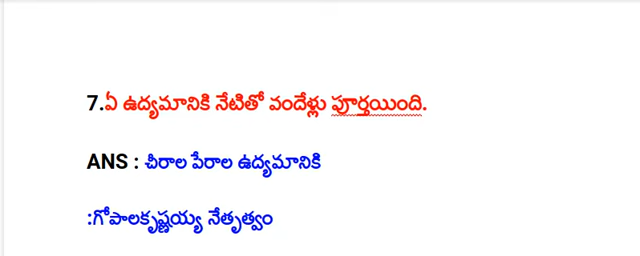 7.ఏ ఉద్యమానికి నేటితో వందేళ్లు పూర్తయింది.
ANS : చీరాల పేరాల ఉద్యమానికి
:గోపాలకృష్ణయ్య నేతృత్వం